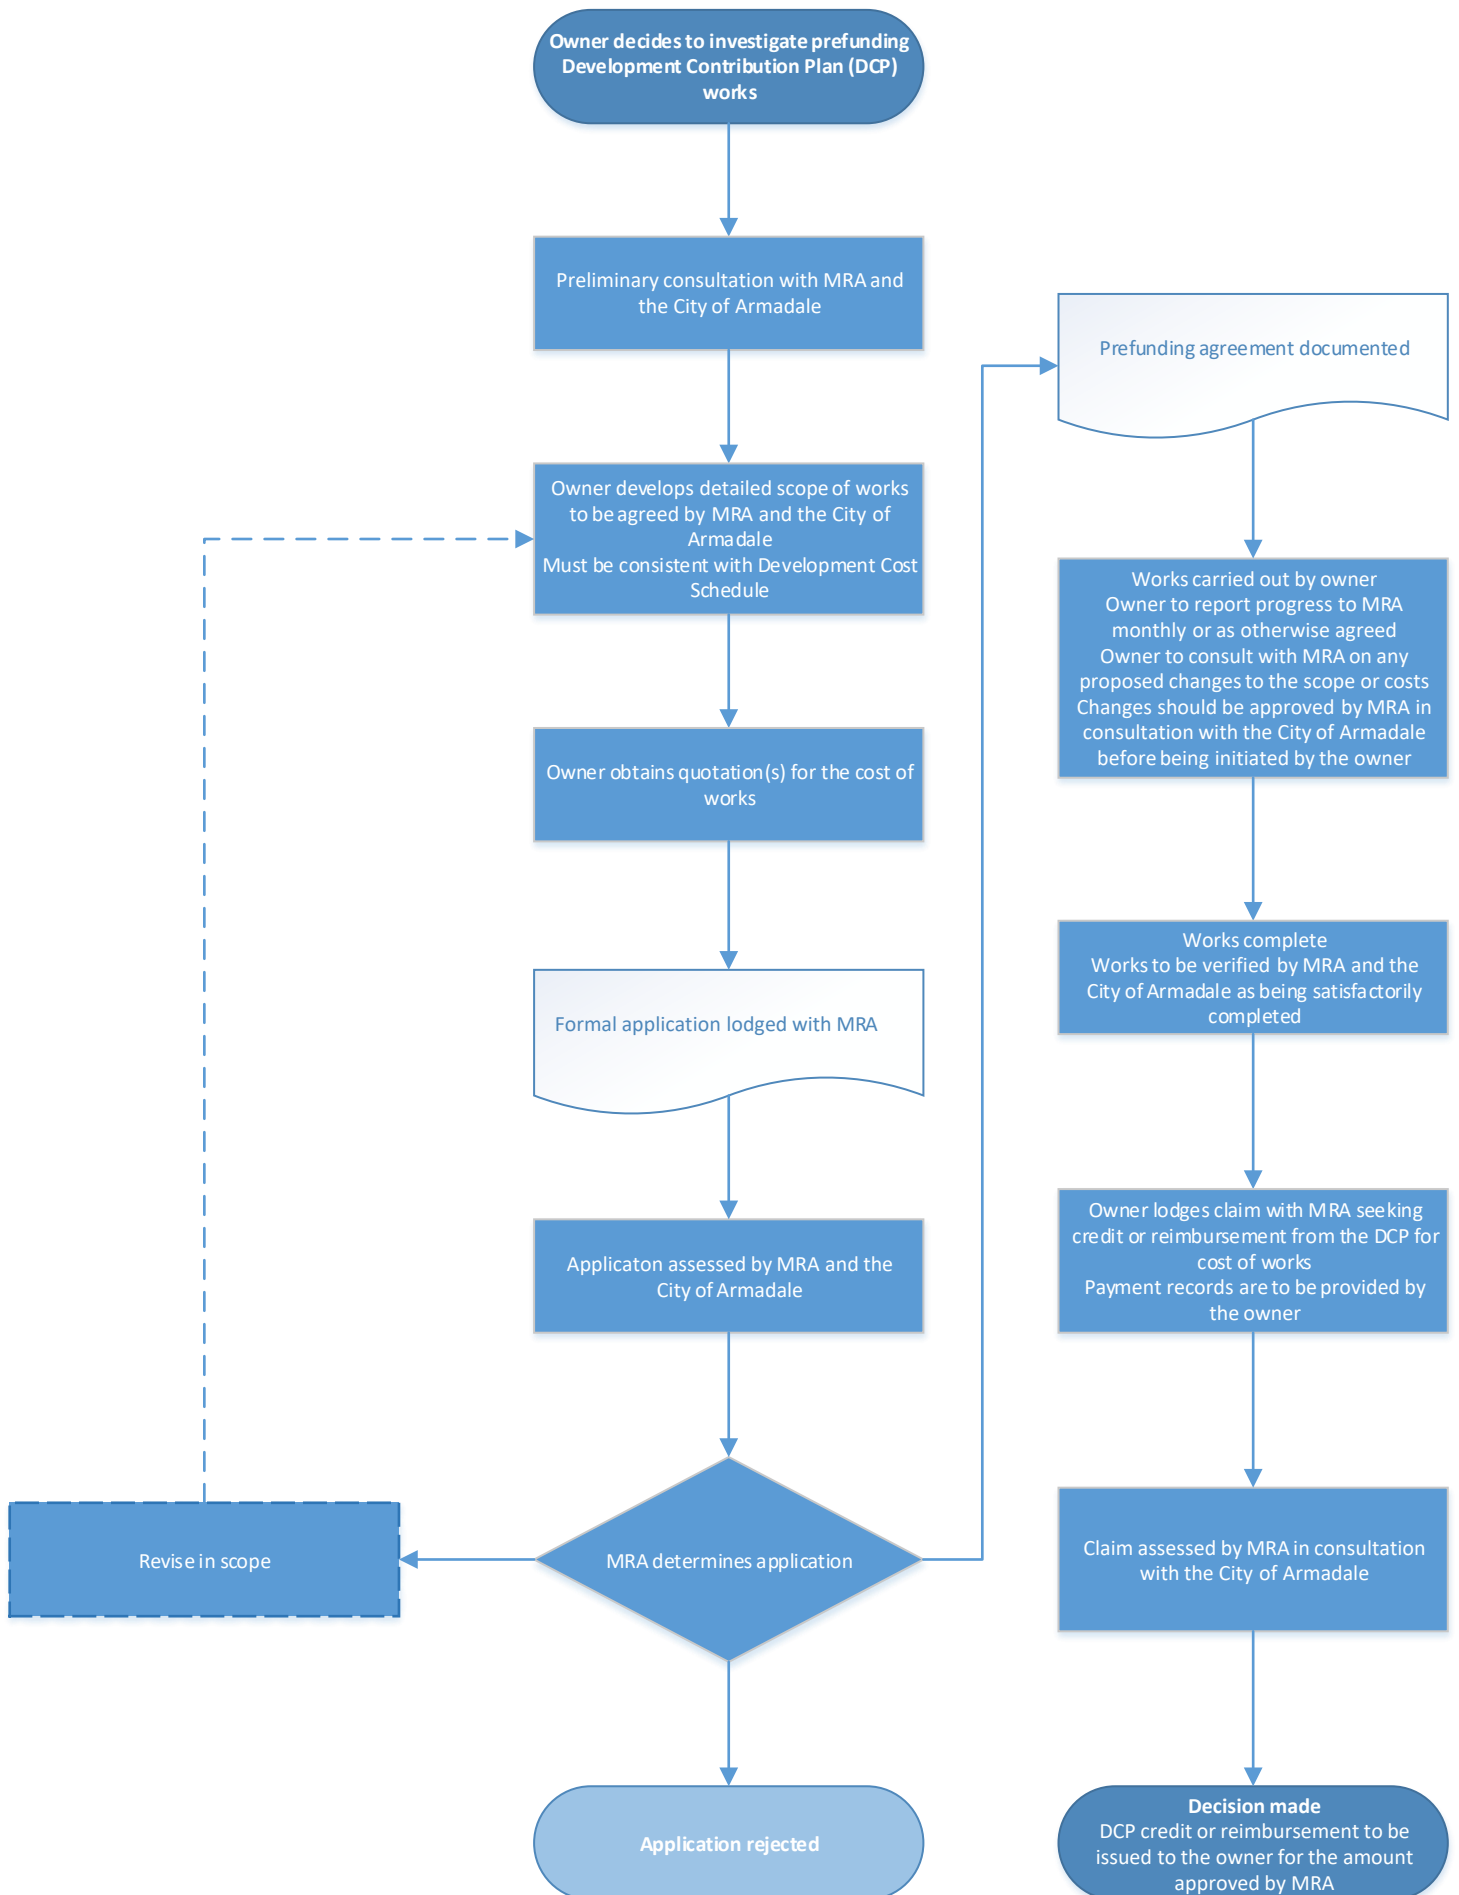 Owner decides to investigate prefunding
Development Contribution Plan (DCP)
works
Preliminary consultation with MRA and
the City of Armadale
Owner develops detailed scope of works
to be agreed by MRA and the City of
Armadale
Must be consistent with Development Cost
Schedule
Owner obtains quotation(s) for the cost of
works
Formal application lodged with MRA
Applicaton assessed by MRA and the
City of Armadale
MRA determines application
Revise in scope
Application rejected
Prefunding agreement documented
Works carried out by owner
Owner to report progress to MRA
monthly or as otherwise agreed
Owner to consult with MRA on any
proposed changes to the scope or costs
Changes should be approved by MRA in
consultation with the City of Armadale
before being initiated by the owner
Works complete
Works to be verified by MRA and the
City of Armadale as being satisfactorily
completed
Owner lodges claim with MRA seeking
credit or reimbursement from the DCP for
cost of works
Payment records are to be provided by
the owner
Claim assessed by MRA in consultation
with the City of Armadale
Decision made
DCP credit or reimbursement to be
issued to the owner for the amount
approved by MRA